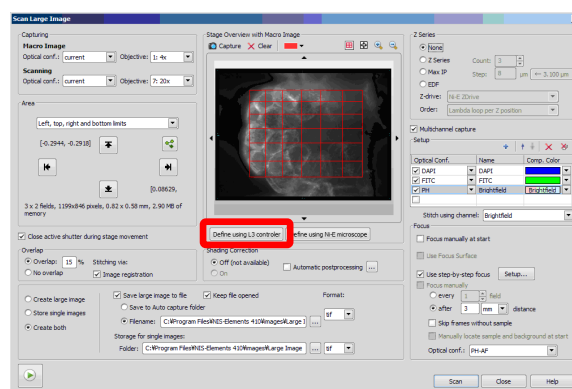 Scan Large Image
Capturing
Macro Image
Optical conf.: current Objective: 1: 4x
Scanning
Optical conf.: current Objective: 7: 20x
Area
Left, top, right and bottom limits
[-0.2944, -0.2918]
[0.08629,
3 x 2 fields, 1199x846 pixels, 0.82 x 0.58 mm, 2.90 MB of
memory
Close active shutter during stage movement
Overlap
Overlap: 15 % Stitching via:
No overlap Image registration
Create large image
Store single images
Create both
Stage Overview with Macro Image
Capture Clear
Define using L3 controler
Define using Ni-E microscope
Shading Correction
Off (not available)
On
Automatic postprocessing ...
Save large image to file Keep file opened Format:
Save to Auto capture folder
Filename: C:\Program Files\NIS-Elements 410\Images\Large I ... tif
Storage for single images:
Folder: C:\Program Files\NIS-Elements 410\Images\Large Image ... tif
Z Series
None
Z Series Count: 3
Max IP Step: 8 µm <-- 3.100 µm
EDF
Z-drive: Ni-E ZDrive
Order: Lambda loop per Z position
Multichannel capture
Setup
Optical Conf. Name Comp. Color
DAPI DAPI Blue
FITC FITC
PH Brightfield Brightfield
Stitch using channel: Brightfield
Focus
Focus manually at start
Use Focus Surface
Use step-by-step focus Setup...
Focus manually
every 1 field
after 3 mm distance
Skip frames without sample
Manually locate sample and background at start
Optical conf.: PH-AF
Scan Close Help